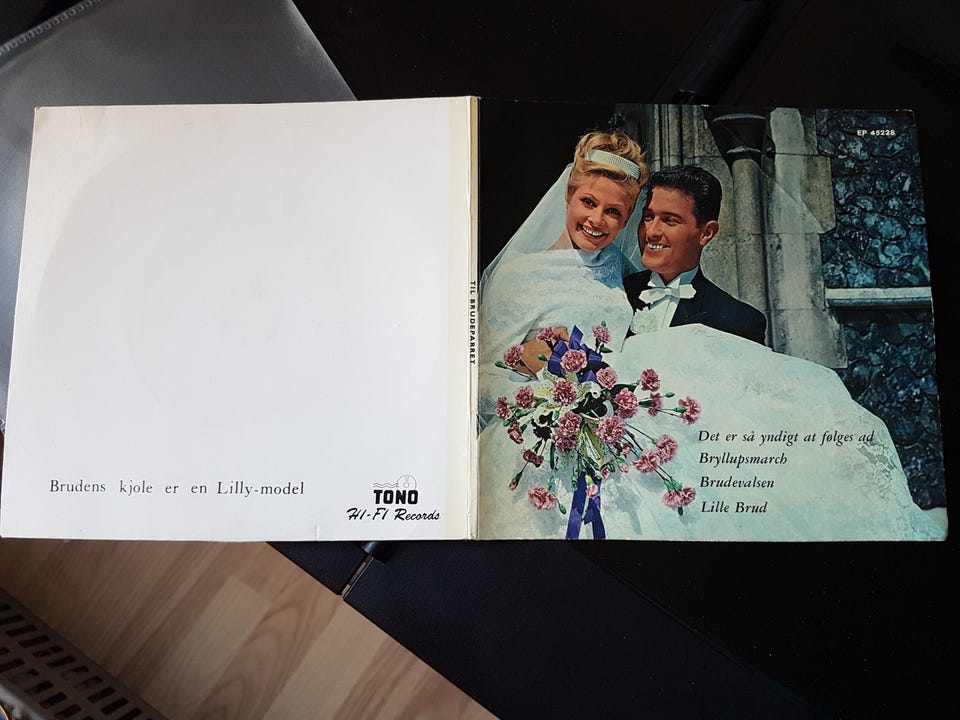 Brudens kjole er en Lilly-model
TONO
HI-FI Records
TIL BRUDEPARRET
EP 45228
Det er så yndigt at følges ad
Bryllupsmarch
Brudevalsen
Lille Brud